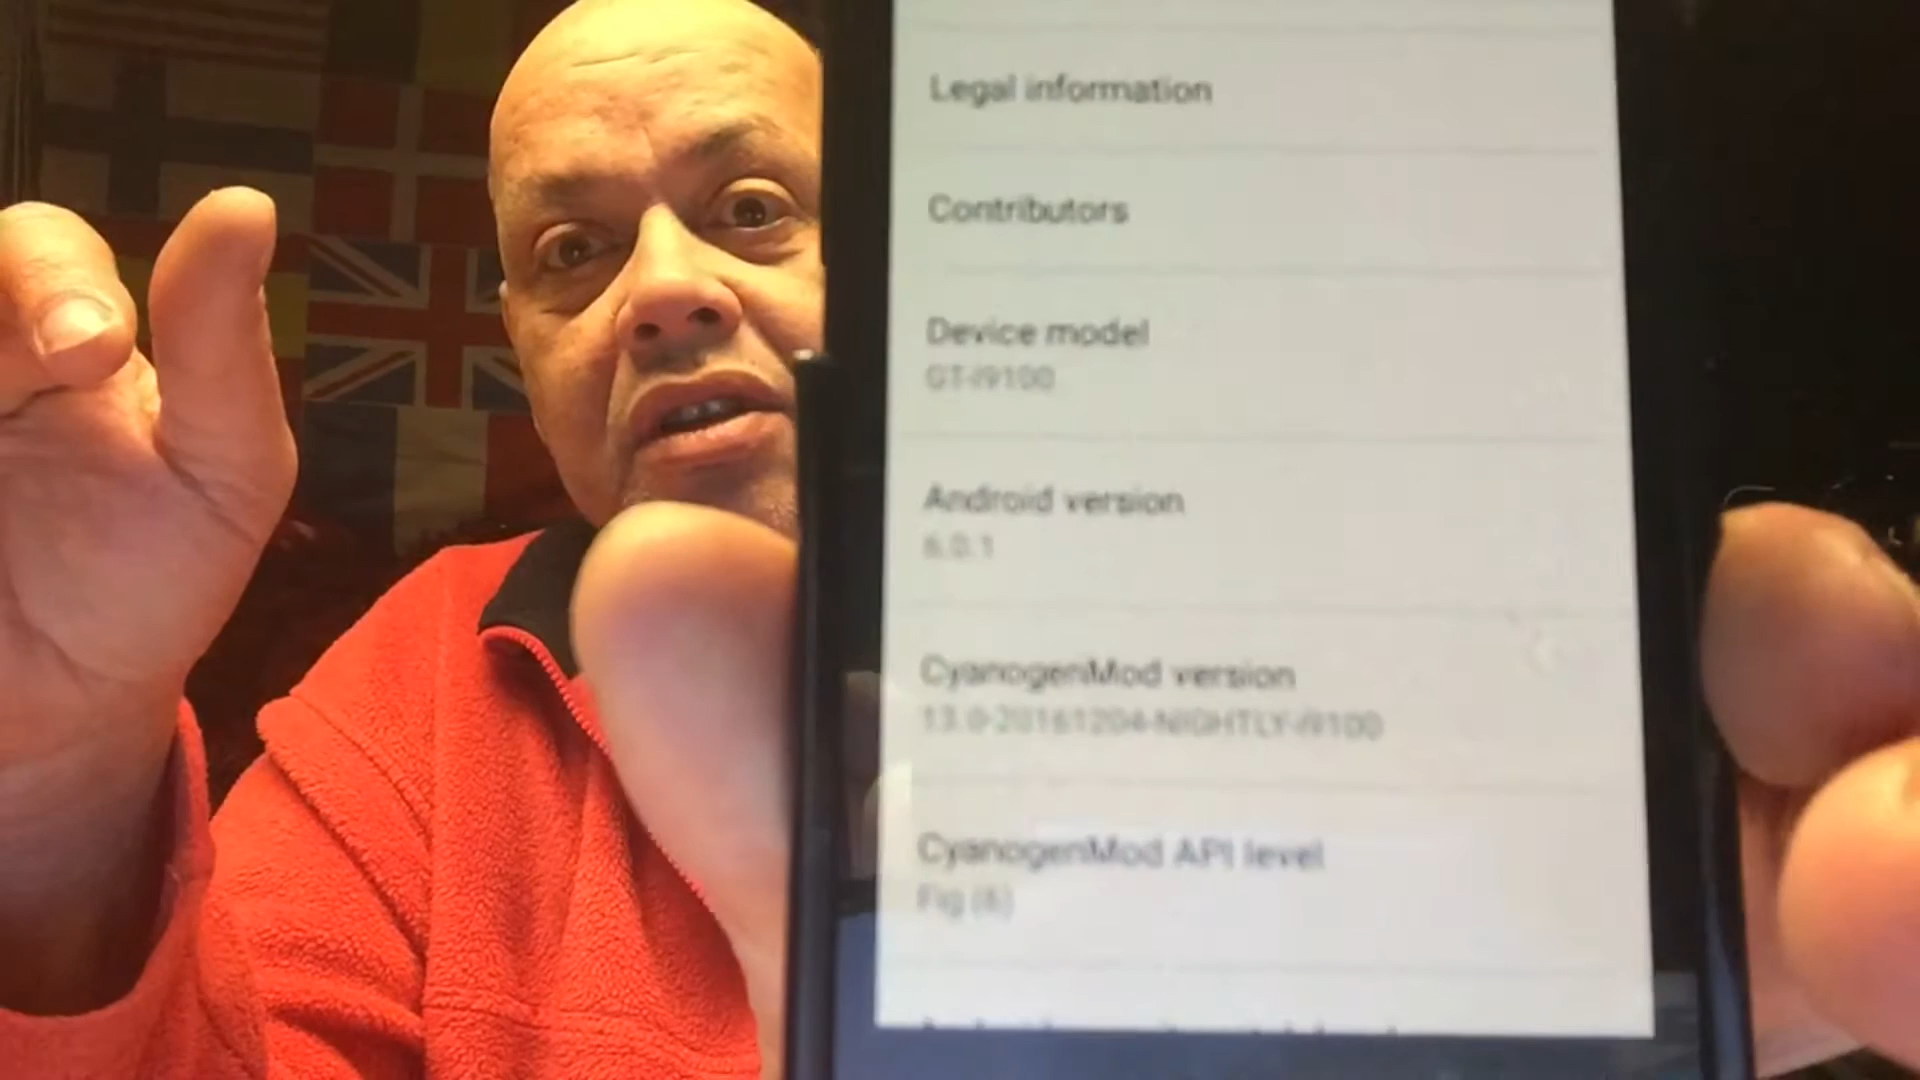 Legal information
Contributors
Device model
GT-I9100
Android version
6.0.1
CyanogenMod version
13.0-20161204-NIGHTLY-i9100
CyanogenMod API level
Fig (6)